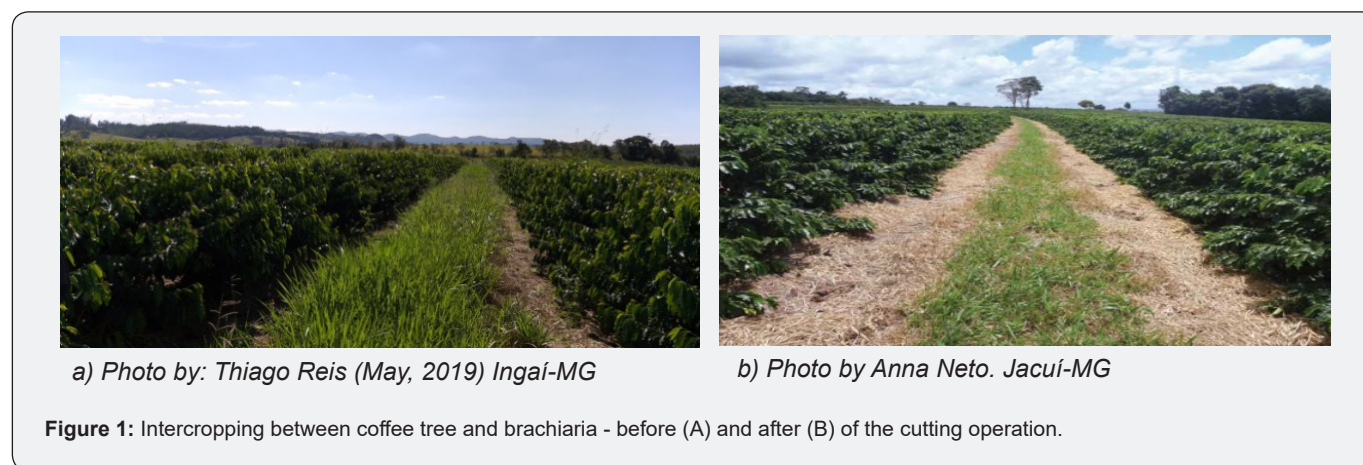 a) Photo by: Thiago Reis (May, 2019) Ingaí-MG
b) Photo by Anna Neto. Jacuí-MG
Figure 1: Intercropping between coffee tree and brachiaria - before (A) and after (B) of the cutting operation.